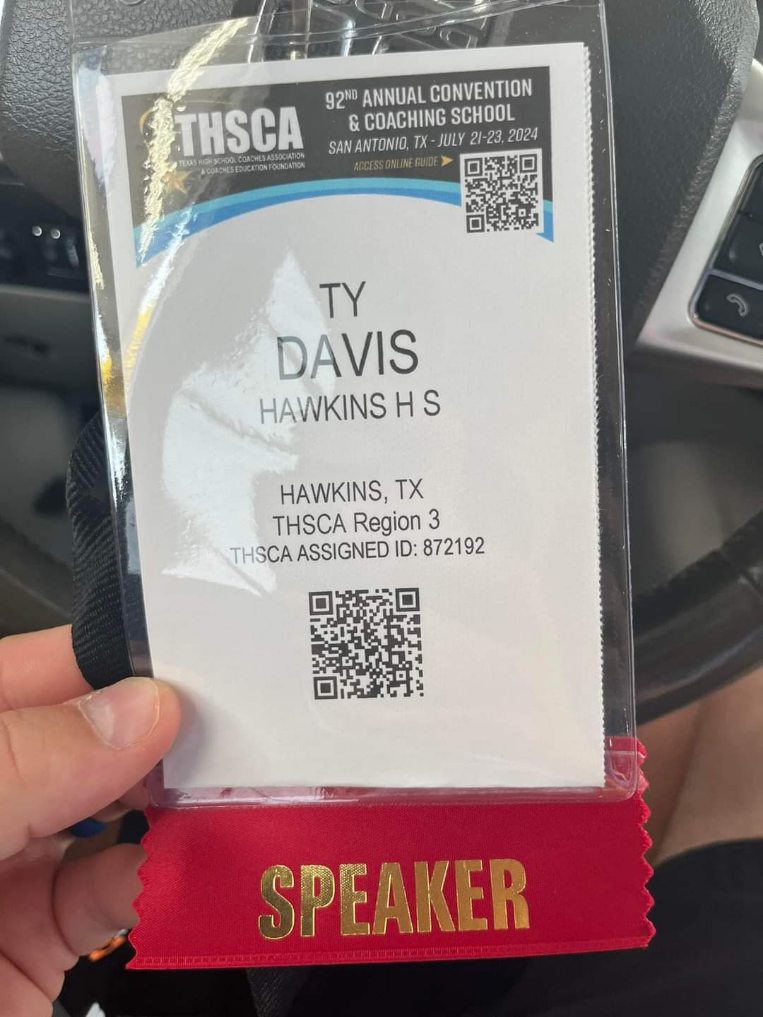 THSCA
TEXAS HIGH SCHOOL COACHES ASSOCIATION
& COACHES EDUCATION FOUNDATION
92ND ANNUAL CONVENTION
& COACHING SCHOOL
SAN ANTONIO, TX - JULY 21-23, 2024
ACCESS ONLINE GUIDE
TY
DAVIS
HAWKINS H S
HAWKINS, TX
THSCA Region 3
THSCA ASSIGNED ID: 872192
SPEAKER